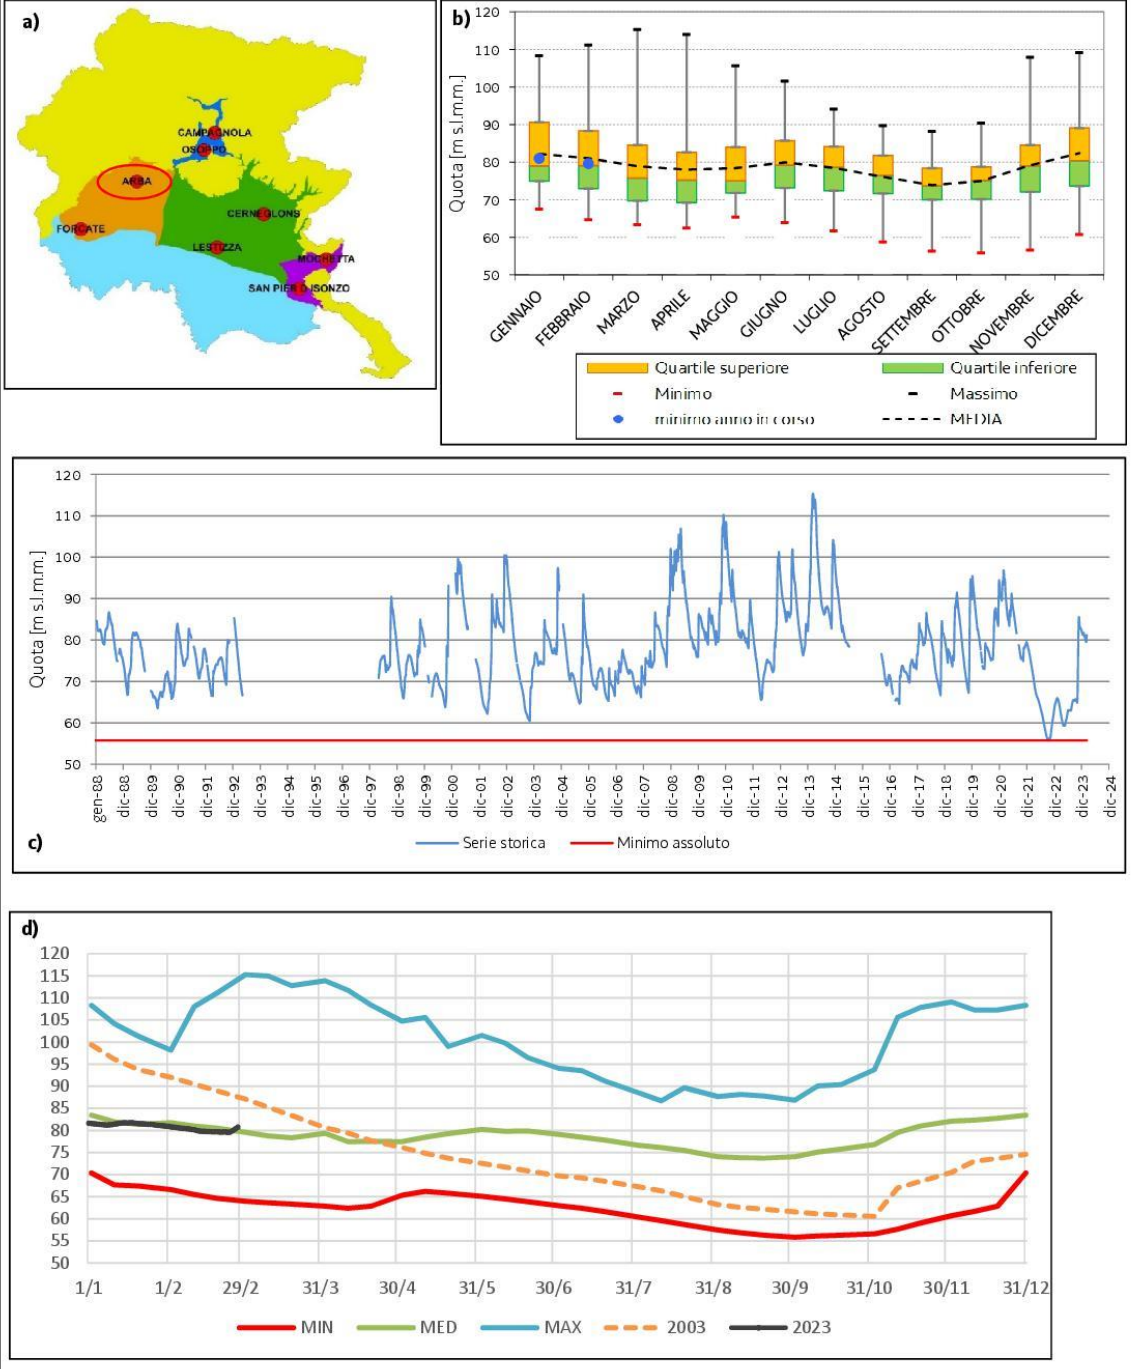 a)
CAMPAGNOLA
OSOPPO
ARBA
FORCATE
CERNEGLONS
LESTIZZA
MOCHETTA
SAN PIER D ISONZO
b)
Quota [m s.l.m.m.]
120
110
100
90
80
70
60
50
GENNAIO
FEBBRAIO
MARZO
APRILE
MAGGIO
GIUGNO
LUGLIO
AGOSTO
SETTEMBRE
OTTOBRE
NOVEMBRE
DICEMBRE
Quartile superiore
Quartile inferiore
Minimo
Massimo
minimo anno in corso
MEDIA
Quota [m s.l.m.m.]
120
110
100
90
80
70
60
50
gen-88
dic-88
dic-89
dic-90
dic-91
dic-92
dic-93
dic-94
dic-95
dic-96
dic-97
dic-98
dic-99
dic-00
dic-01
dic-02
dic-03
dic-04
dic-05
dic-06
dic-07
dic-08
dic-09
dic-10
dic-11
dic-12
dic-13
dic-14
dic-15
dic-16
dic-17
dic-18
dic-19
dic-20
dic-21
dic-22
dic-23
dic-24
c)
Serie storica
Minimo assoluto
d)
120
115
110
105
100
95
90
85
80
75
70
65
60
55
50
1/1
1/2
29/2
31/3
30/4
31/5
30/6
31/7
31/8
30/9
31/10
30/11
31/12
MIN
MED
MAX
2003
2023